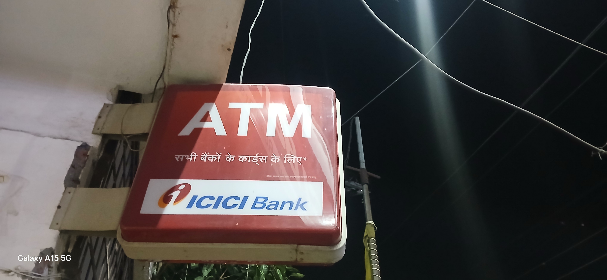 ATM
सभी बैंकों के कार्ड्स के लिए*
ICICI Bank
Galaxy A15 5G